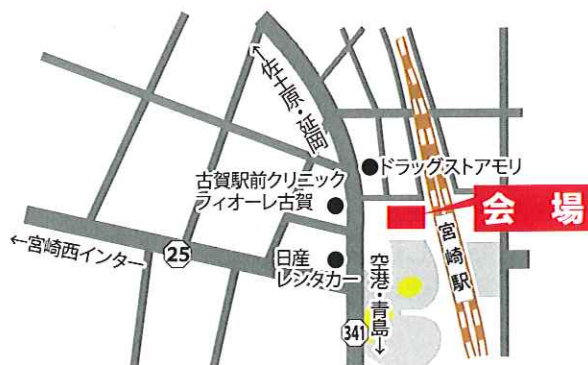 ←佐土原・延岡
ドラッグストアモリ
古賀駅前クリニック
ラフィオーレ古賀
会 場
宮崎駅
←宮崎西インター
25
日産
レンタカー
空港・青島→
341